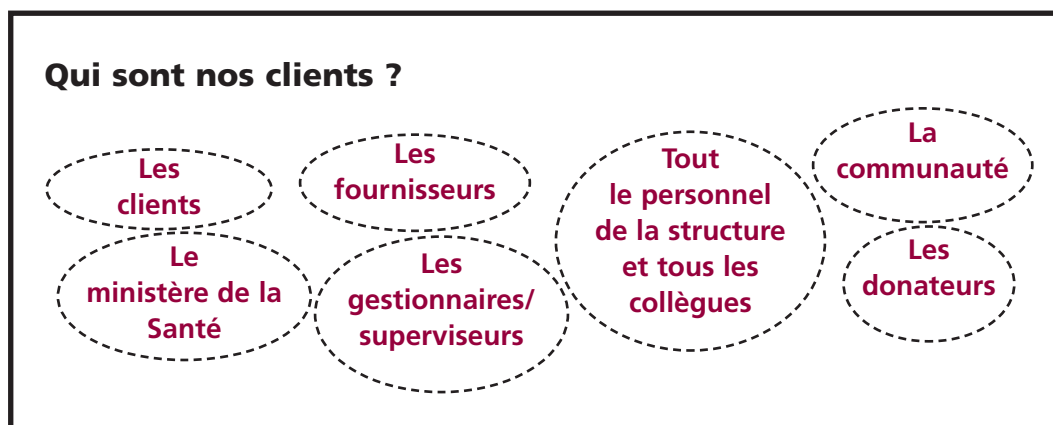 Qui sont nos clients ?
Les
clients
Les
fournisseurs
Tout
le personnel
de la structure
et tous les
collègues
La
communauté
Le
ministère de la
Santé
Les
gestionnaires/
superviseurs
Les
donateurs